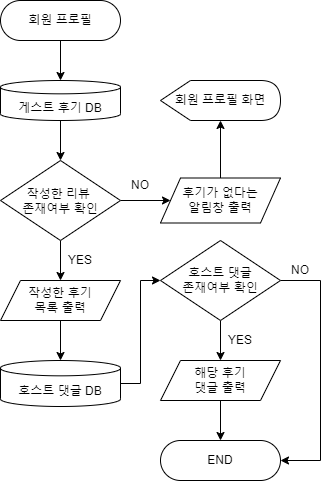 회원 프로필
게스트 후기 DB
회원 프로필 화면
작성한 리뷰
존재여부 확인
NO
후기가 없다는
알림창 출력
YES
작성한 후기
목록 출력
호스트 댓글
존재여부 확인
NO
YES
호스트 댓글 DB
해당 후기
댓글 출력
END